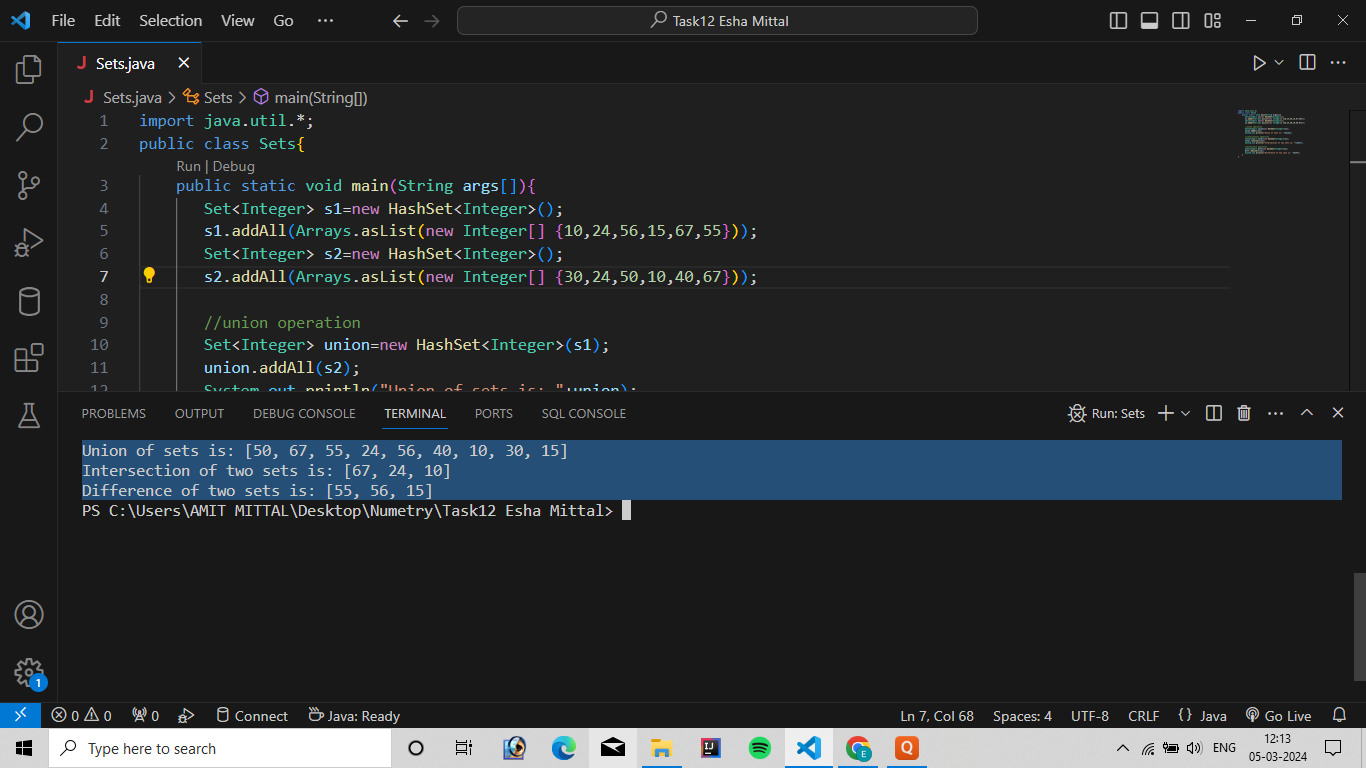 File Edit Selection View Go ··· Task12 Esha Mittal
J Sets.java
J Sets.java > Sets > main(String[])
1 import java.util.*;
2 public class Sets{
Run | Debug
3 public static void main(String args[]){
4 Set<Integer> s1=new HashSet<Integer>();
5 s1.addAll(Arrays.asList(new Integer[] {10,24,56,15,67,55}));
6 Set<Integer> s2=new HashSet<Integer>();
7 s2.addAll(Arrays.asList(new Integer[] {30,24,50,10,40,67}));
8
9 //union operation
10 Set<Integer> union=new HashSet<Integer>(s1);
11 union.addAll(s2);
12 System.out.println("Union of sets is: "+union);
PROBLEMS OUTPUT DEBUG CONSOLE TERMINAL PORTS SQL CONSOLE Run: Sets
Union of sets is: [50, 67, 55, 24, 56, 40, 10, 30, 15]
Intersection of two sets is: [67, 24, 10]
Difference of two sets is: [55, 56, 15]
PS C:\Users\AMIT MITTAL\Desktop\Numetry\Task12 Esha Mittal>
1
0 0 0 Connect Java: Ready Ln 7, Col 68 Spaces: 4 UTF-8 CRLF {} Java Go Live
Type here to search ENG 12:13
05-03-2024